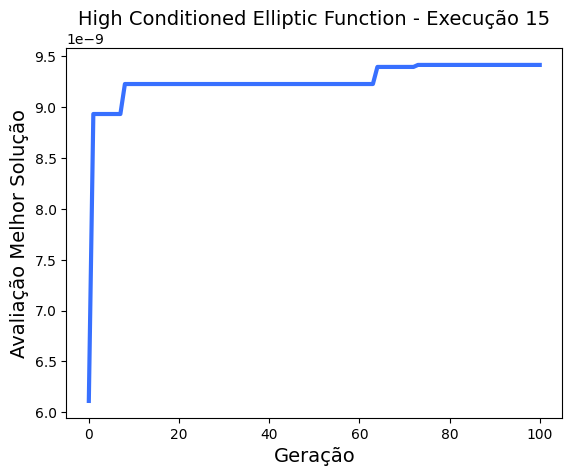 High Conditioned Elliptic Function - Execução 15
1e−9
9.5
9.0
8.5
8.0
7.5
7.0
6.5
6.0
Avaliação Melhor Solução
0 20 40 60 80 100
Geração